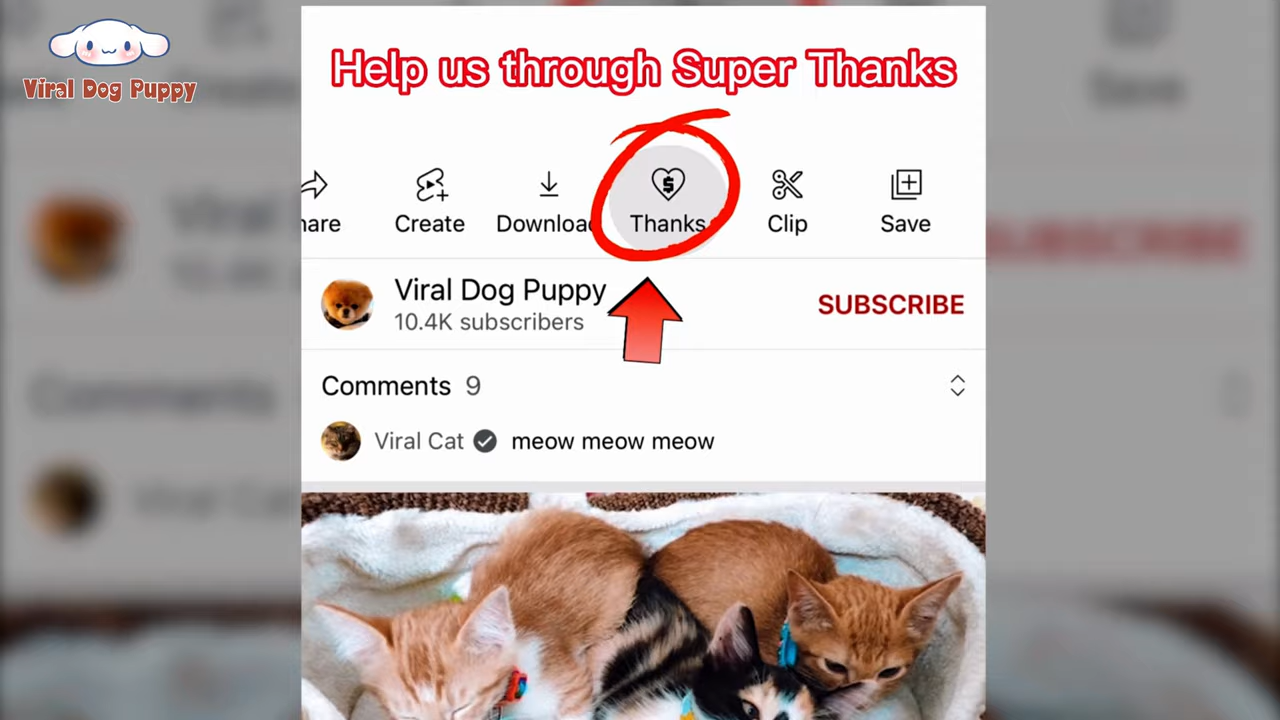 Viral Dog Puppy
Help us through Super Thanks
hare Create Download Thanks Clip Save
Viral Dog Puppy
10.4K subscribers
SUBSCRIBE
Comments 9
Viral Cat meow meow meow